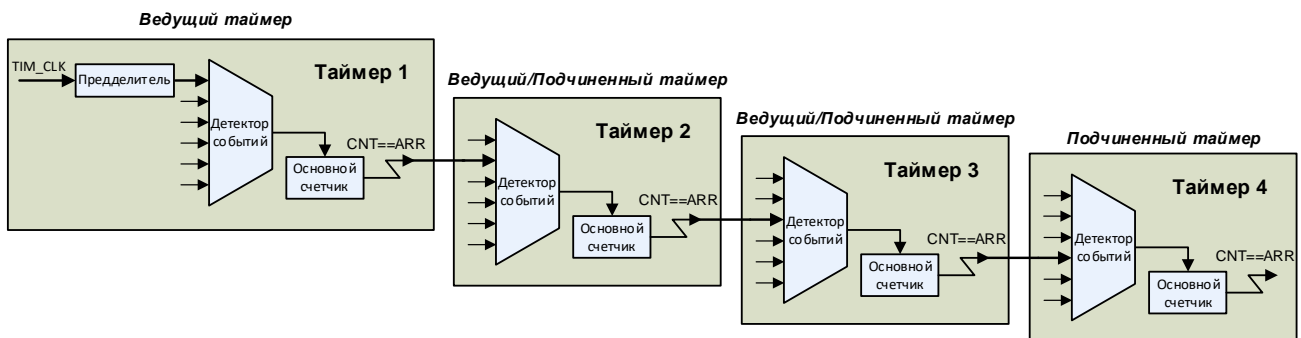 Ведущий таймер
TIM_CLK
Предделитель
Таймер 1
Детектор
событий
CNT==ARR
Основной
счетчик
Ведущий/Подчиненный таймер
Таймер 2
Детектор
событий
CNT==ARR
Основной
счетчик
Ведущий/Подчиненный таймер
Таймер 3
Детектор
событий
CNT==ARR
Основной
счетчик
Подчиненный таймер
Таймер 4
Детектор
событий
CNT==ARR
Основной
счетчик